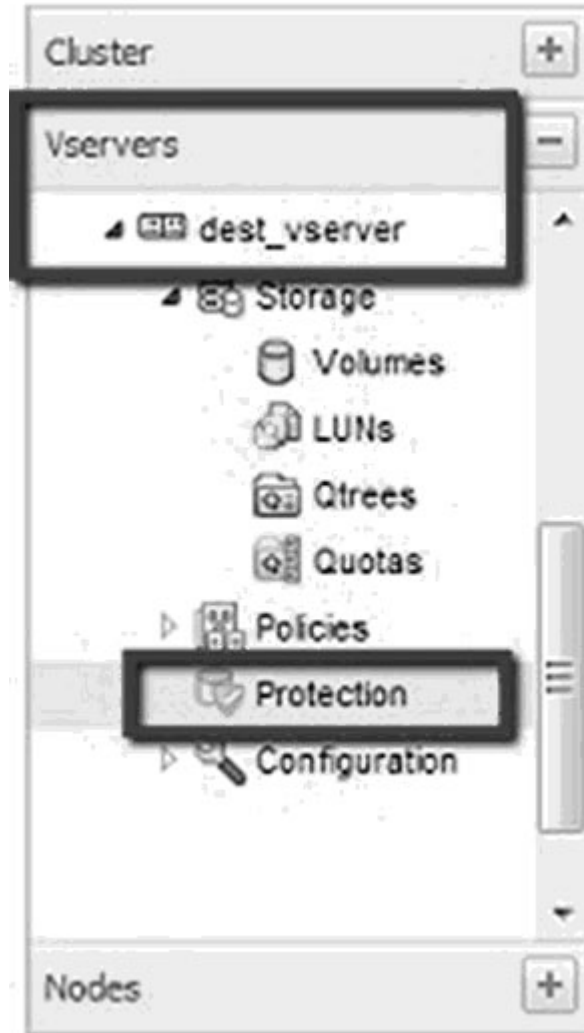 Cluster
Vservers
dest_vserver
Storage
Volumes
LUNs
Qtrees
Quotas
Policies
Protection
Configuration
Nodes